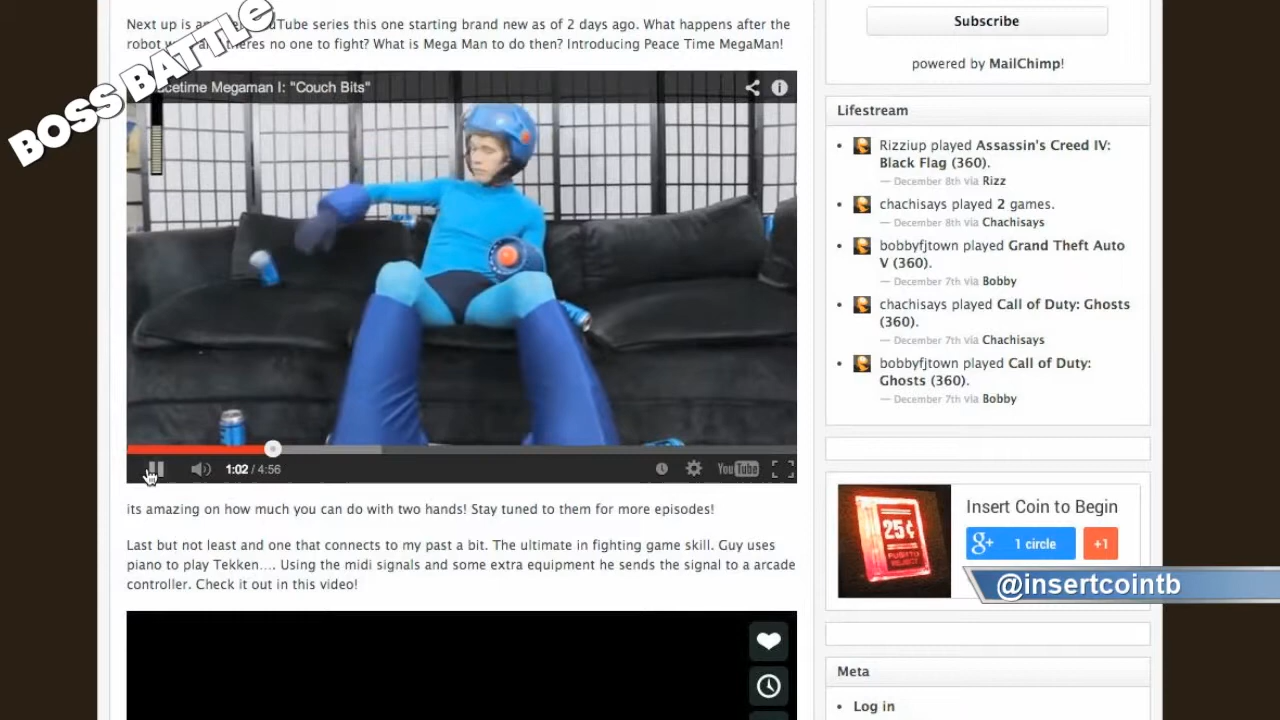 Next up is an YouTube series this one starting brand new as of 2 days ago. What happens after the
robot theres no one to fight? What is Mega Man to do then? Introducing Peace Time MegaMan!
BOSS BATTLE
cetime Megaman I: "Couch Bits"
1:02 / 4:56
YouTube
its amazing on how much you can do with two hands! Stay tuned to them for more episodes!
Last but not least and one that connects to my past a bit. The ultimate in fighting game skill. Guy uses
piano to play Tekken.... Using the midi signals and some extra equipment he sends the signal to a arcade
controller. Check it out in this video!
Subscribe
powered by MailChimp!
Lifestream
Rizziup played Assassin's Creed IV:
Black Flag (360).
— December 8th via Rizz
chachisays played 2 games.
— December 8th via Chachisays
bobbyfjtown played Grand Theft Auto
V (360).
— December 7th via Bobby
chachisays played Call of Duty: Ghosts
(360).
— December 7th via Chachisays
bobbyfjtown played Call of Duty:
Ghosts (360).
— December 7th via Bobby
25¢
Insert Coin to Begin
g+ 1 circle
+1
@insertcointb
Meta
Log in